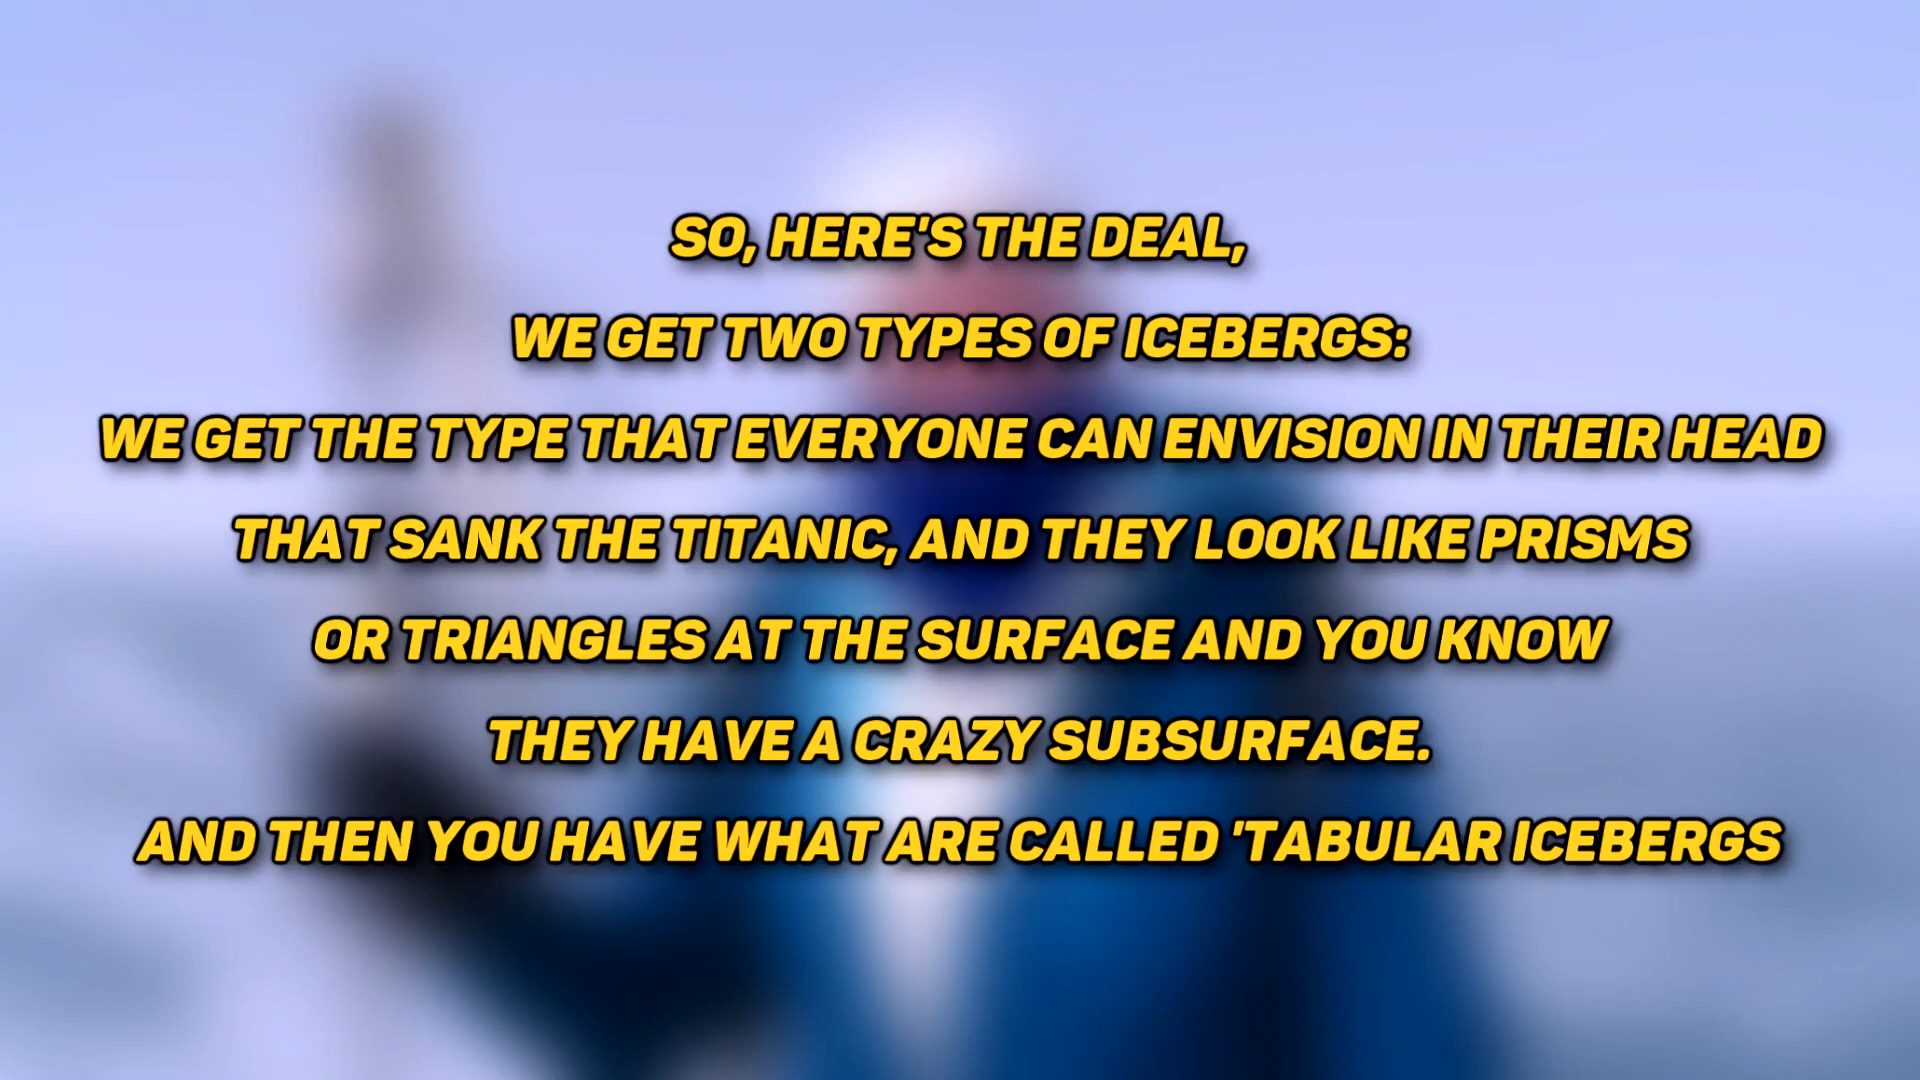 SO, HERE'S THE DEAL,
WE GET TWO TYPES OF ICEBERGS:
WE GET THE TYPE THAT EVERYONE CAN ENVISION IN THEIR HEAD
THAT SANK THE TITANIC, AND THEY LOOK LIKE PRISMS
OR TRIANGLES AT THE SURFACE AND YOU KNOW
THEY HAVE A CRAZY SUBSURFACE.
AND THEN YOU HAVE WHAT ARE CALLED 'TABULAR ICEBERGS